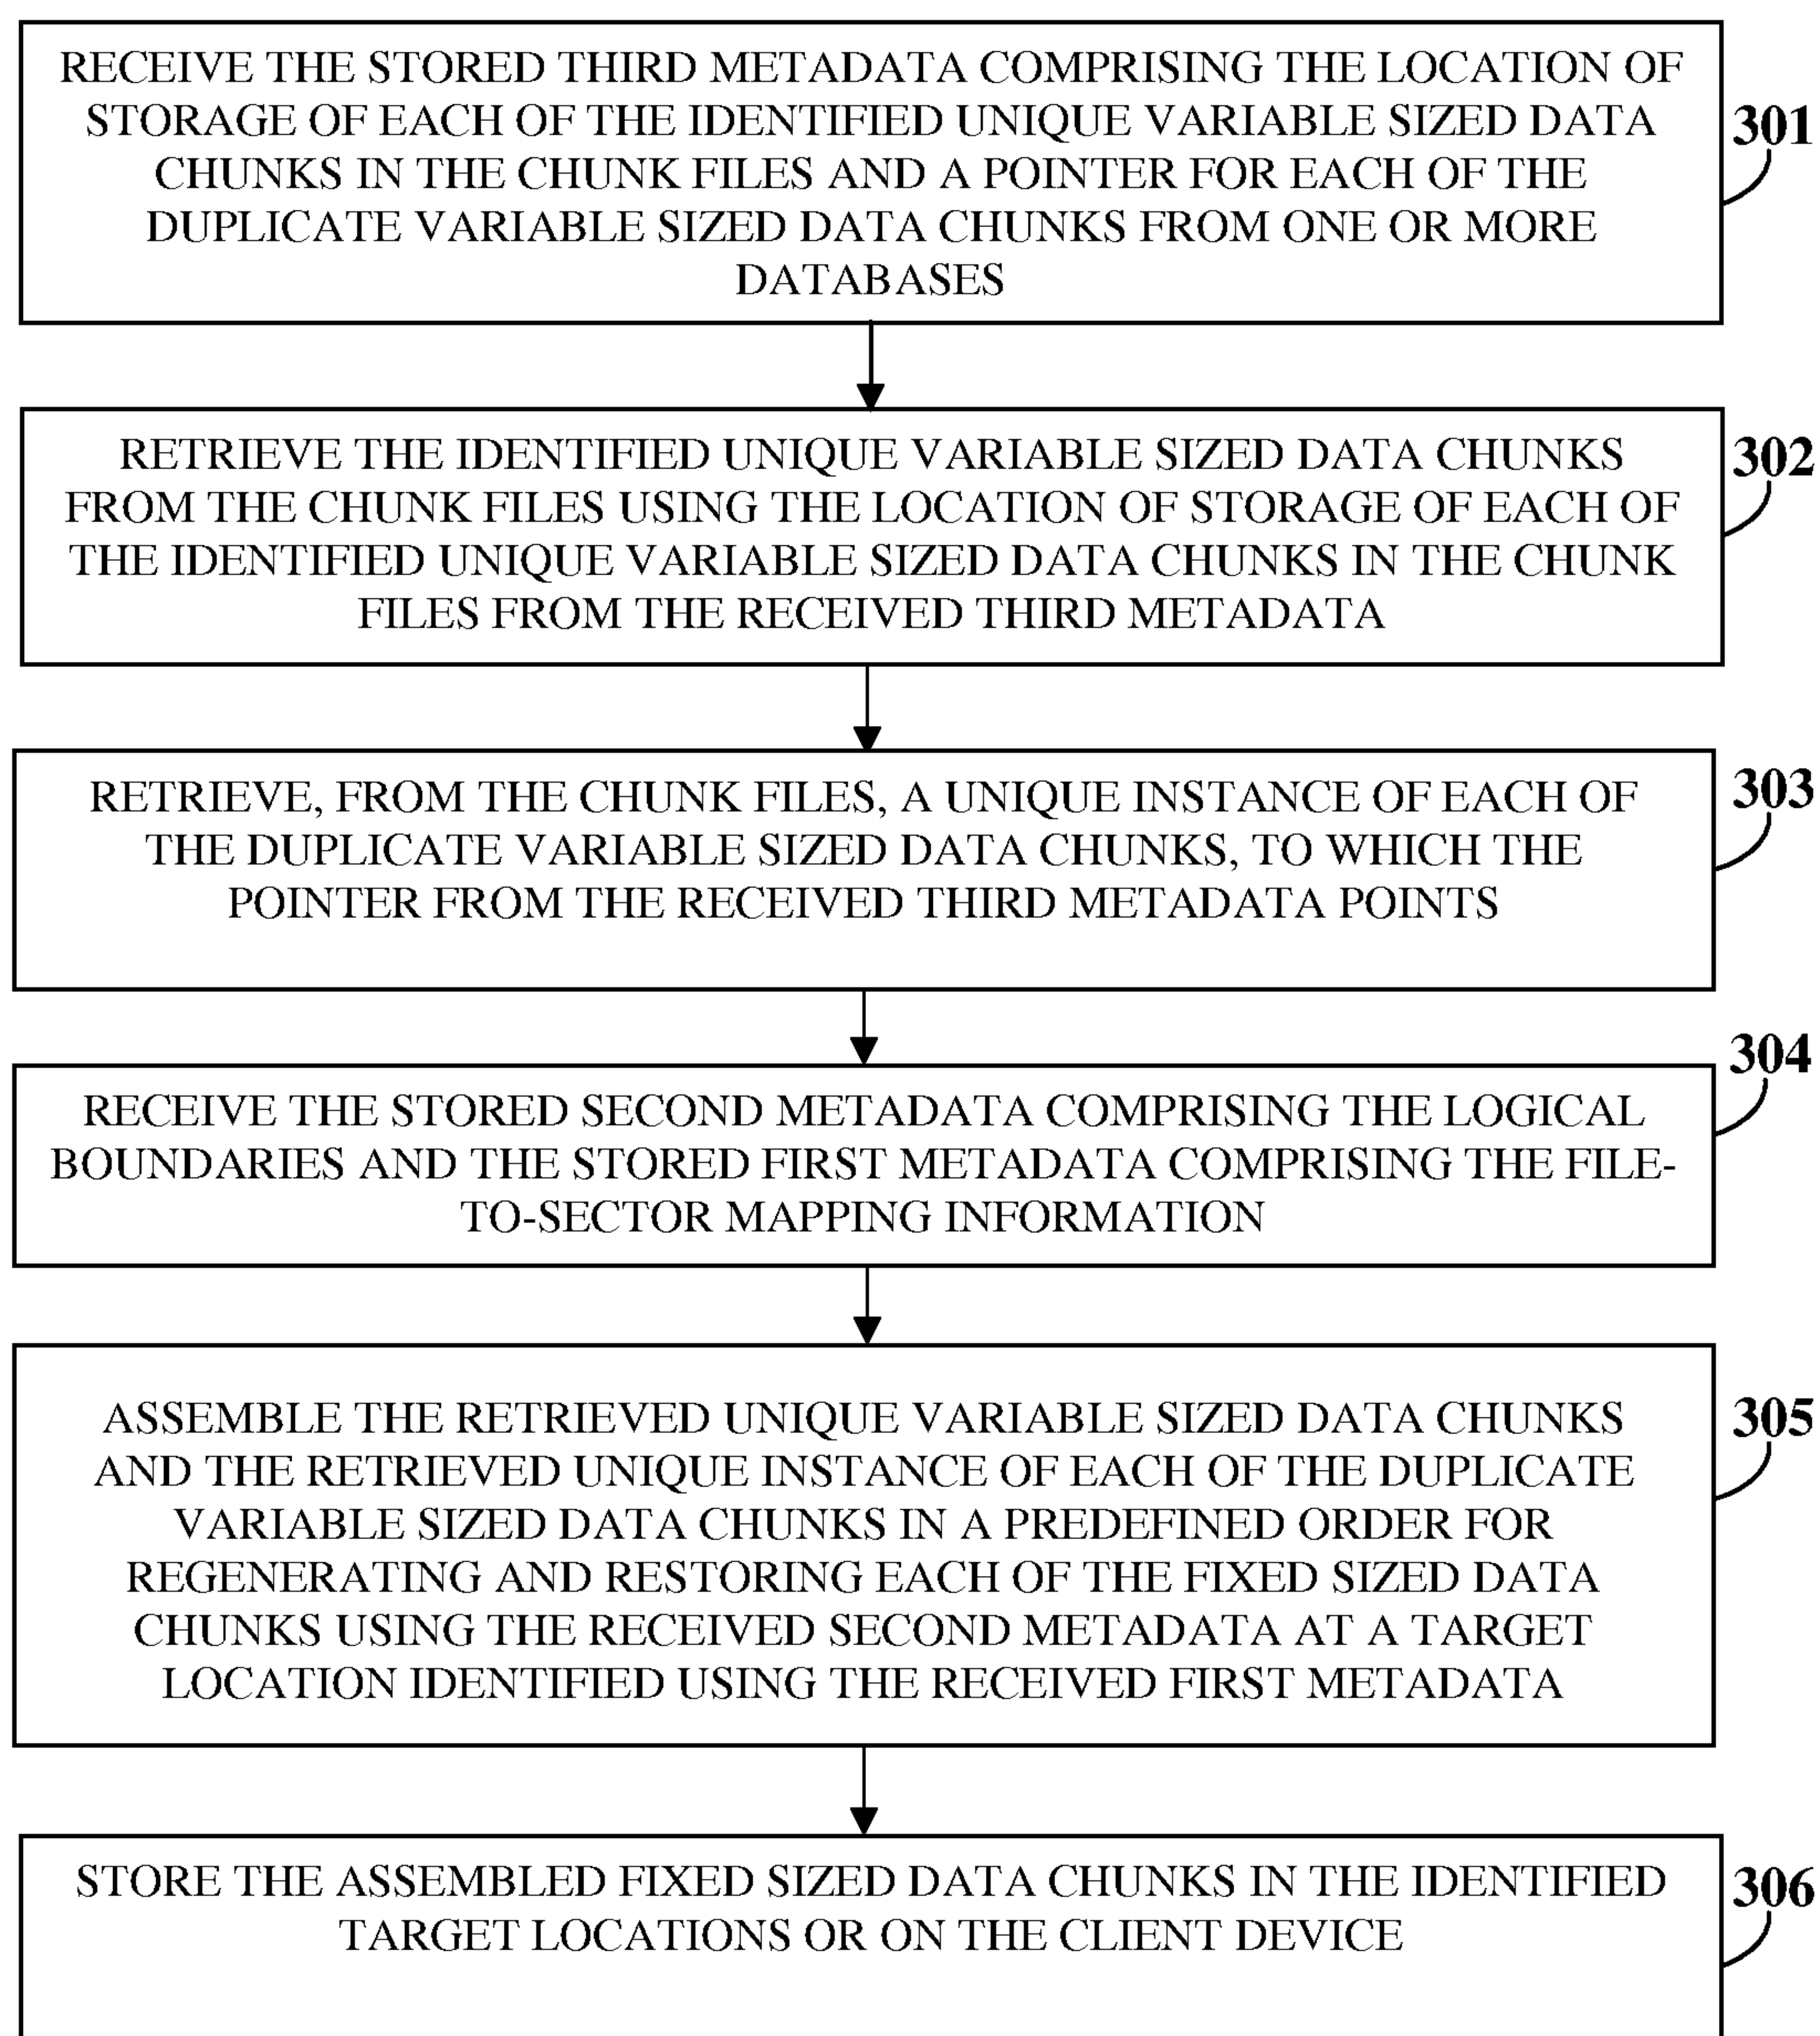 RECEIVE THE STORED THIRD METADATA COMPRISING THE LOCATION OF
STORAGE OF EACH OF THE IDENTIFIED UNIQUE VARIABLE SIZED DATA
CHUNKS IN THE CHUNK FILES AND A POINTER FOR EACH OF THE
DUPLICATE VARIABLE SIZED DATA CHUNKS FROM ONE OR MORE
DATABASES
301
RETRIEVE THE IDENTIFIED UNIQUE VARIABLE SIZED DATA CHUNKS
FROM THE CHUNK FILES USING THE LOCATION OF STORAGE OF EACH OF
THE IDENTIFIED UNIQUE VARIABLE SIZED DATA CHUNKS IN THE CHUNK
FILES FROM THE RECEIVED THIRD METADATA
302
RETRIEVE, FROM THE CHUNK FILES, A UNIQUE INSTANCE OF EACH OF
THE DUPLICATE VARIABLE SIZED DATA CHUNKS, TO WHICH THE
POINTER FROM THE RECEIVED THIRD METADATA POINTS
303
RECEIVE THE STORED SECOND METADATA COMPRISING THE LOGICAL
BOUNDARIES AND THE STORED FIRST METADATA COMPRISING THE FILE-
TO-SECTOR MAPPING INFORMATION
304
ASSEMBLE THE RETRIEVED UNIQUE VARIABLE SIZED DATA CHUNKS
AND THE RETRIEVED UNIQUE INSTANCE OF EACH OF THE DUPLICATE
VARIABLE SIZED DATA CHUNKS IN A PREDEFINED ORDER FOR
REGENERATING AND RESTORING EACH OF THE FIXED SIZED DATA
CHUNKS USING THE RECEIVED SECOND METADATA AT A TARGET
LOCATION IDENTIFIED USING THE RECEIVED FIRST METADATA
305
STORE THE ASSEMBLED FIXED SIZED DATA CHUNKS IN THE IDENTIFIED
TARGET LOCATIONS OR ON THE CLIENT DEVICE
306